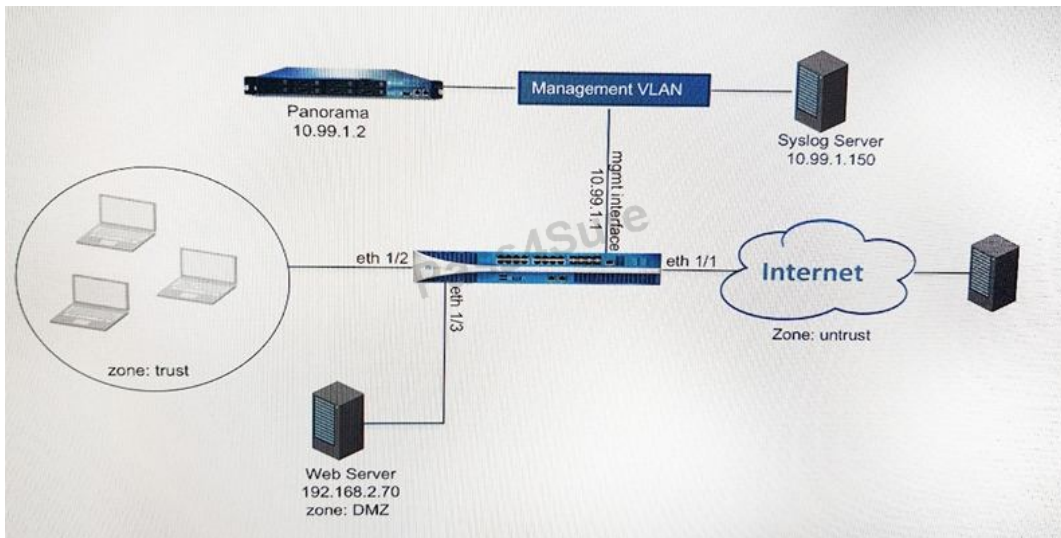 Panorama
10.99.1.2
Management VLAN
Syslog Server
10.99.1.150
mgmt interface
10.99.1.1
eth 1/2
eth 1/1
eth 1/3
Internet
Zone: untrust
zone: trust
Web Server
192.168.2.70
zone: DMZ